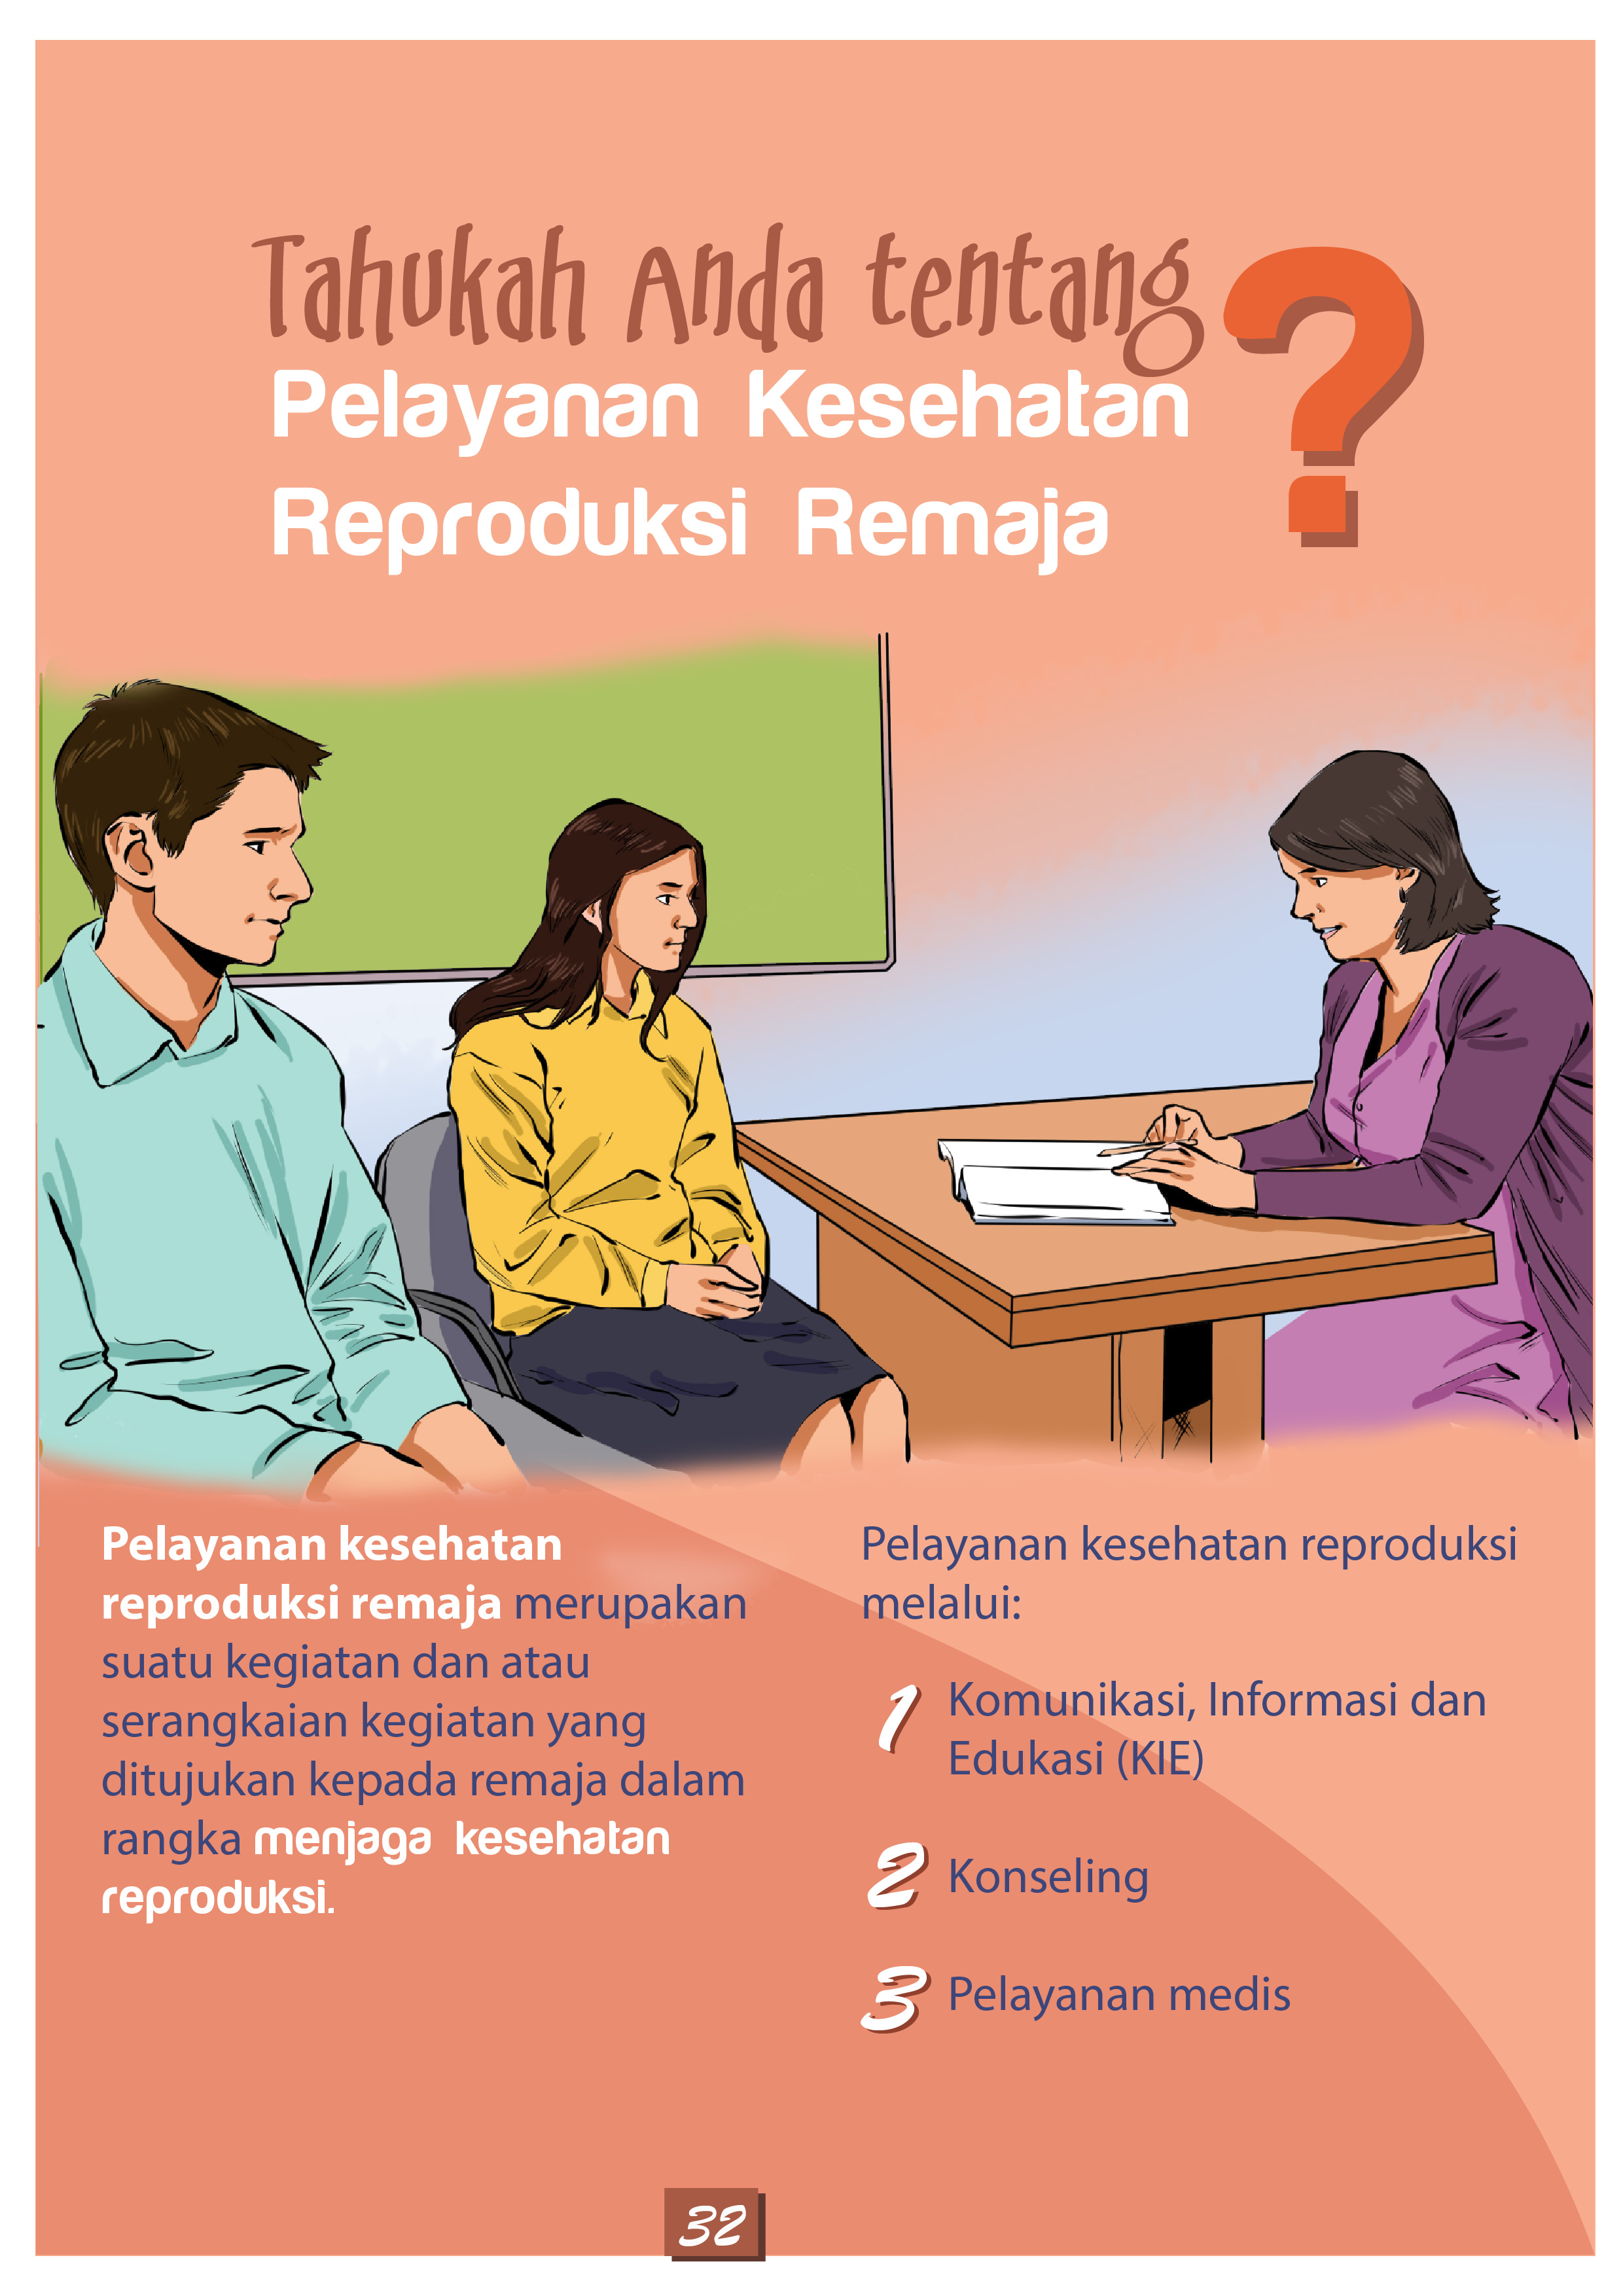 Tahukah Anda tentang
Pelayanan Kesehatan
Reproduksi Remaja
?
Pelayanan kesehatan
reproduksi remaja merupakan
suatu kegiatan dan atau
serangkaian kegiatan yang
ditujukan kepada remaja dalam
rangka menjaga kesehatan
reproduksi.
Pelayanan kesehatan reproduksi
melalui:
1 Komunikasi, Informasi dan
Edukasi (KIE)
2 Konseling
3 Pelayanan medis
32